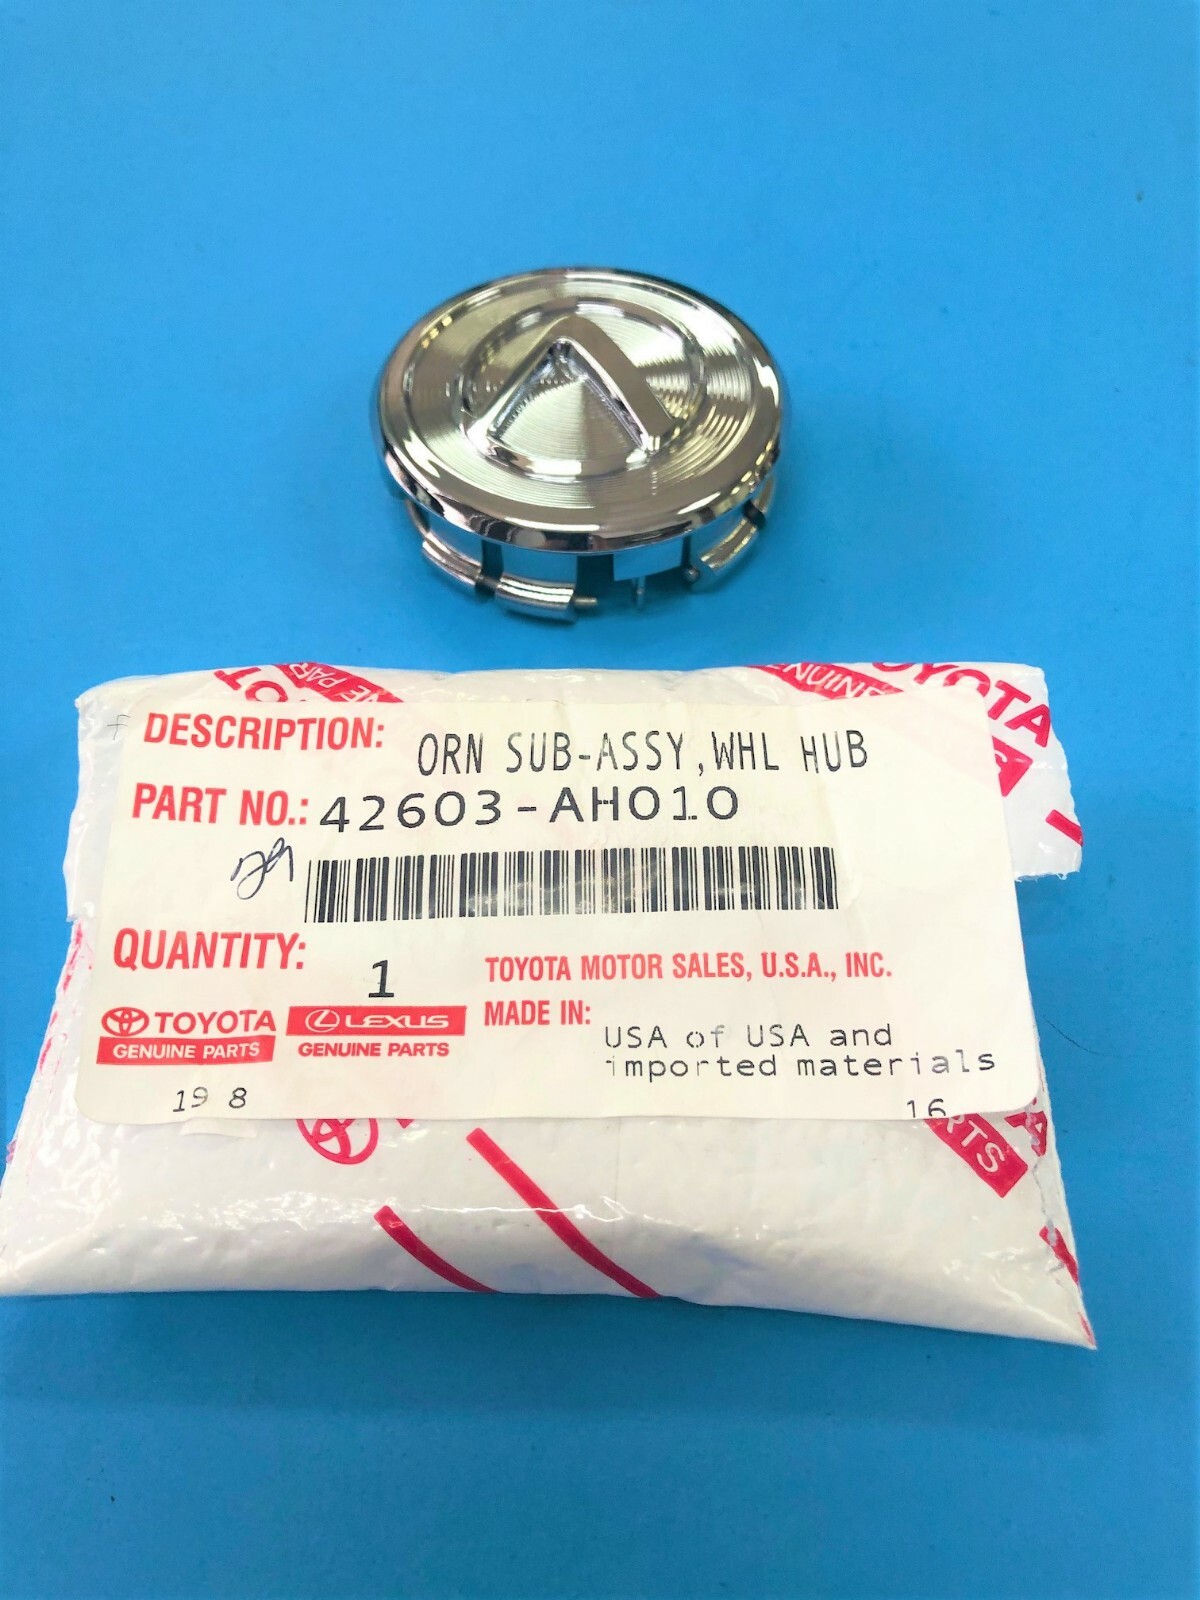 TOYOTA
DESCRIPTION: ORN SUB-ASSY,WHL HUB
PART NO.: 42603-AH010
QUANTITY: 1
TOYOTA MOTOR SALES, U.S.A., INC.
MADE IN: USA of USA and
imported materials
TOYOTA
GENUINE PARTS
LEXUS
GENUINE PARTS
19 8
16